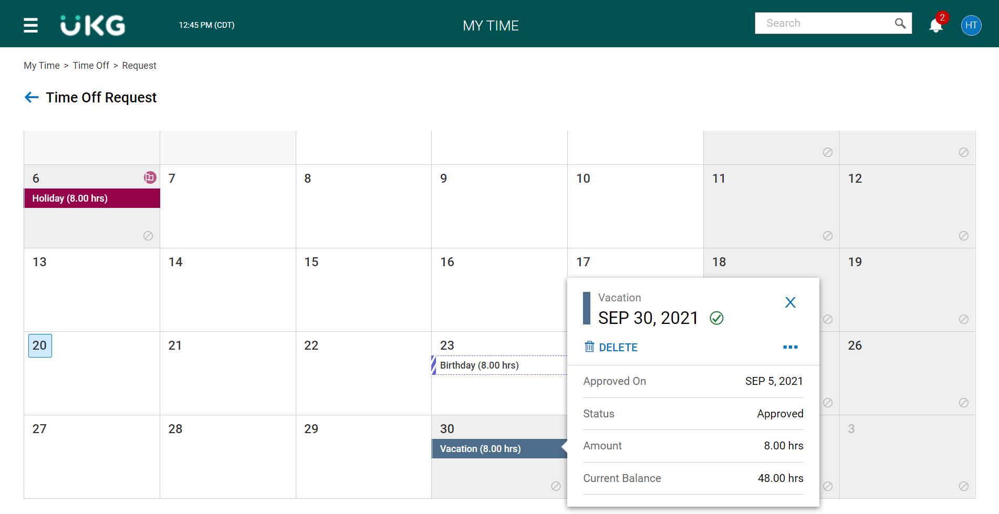 UKG
12:45 PM (CDT)
MY TIME
Search
2
HT
My Time > Time Off > Request
Time Off Request
6
7
8
9
10
11
12
Holiday (8.00 hrs)
13
14
15
16
17
18
19
20
21
22
23
26
Birthday (8.00 hrs)
27
28
29
30
3
Vacation (8.00 hrs)
Vacation
SEP 30, 2021
X
DELETE
Approved On SEP 5, 2021
Status Approved
Amount 8.00 hrs
Current Balance 48.00 hrs